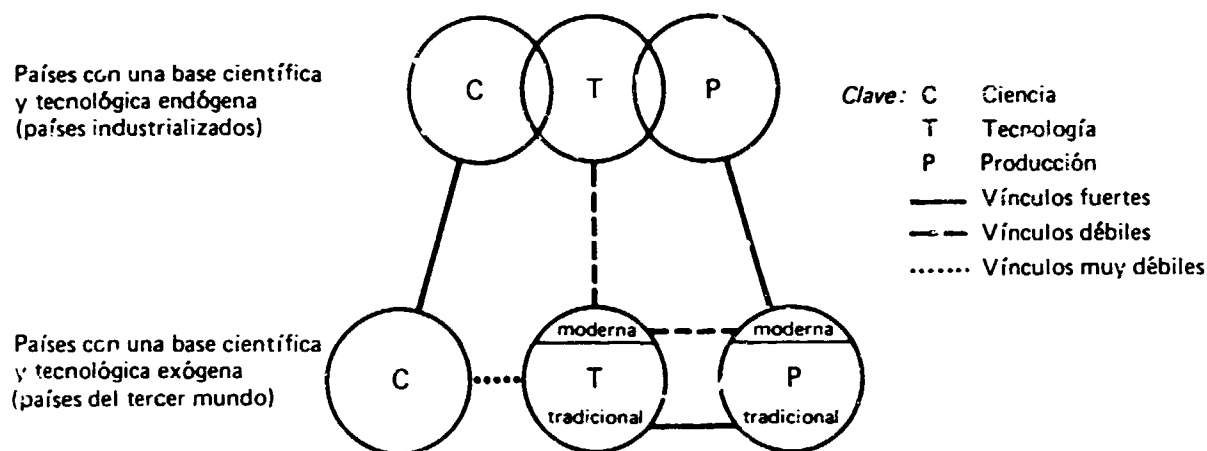 Países con una base científica
y tecnológica endógena
(países industrializados)
C
T
P
Clave: C Ciencia
T Tecnología
P Producción
Vínculos fuertes
Vínculos débiles
Vínculos muy débiles
Países con una base científica
y tecnológica exógena
(países del tercer mundo)
C
moderna
T
tradicional
moderna
P
tradicional